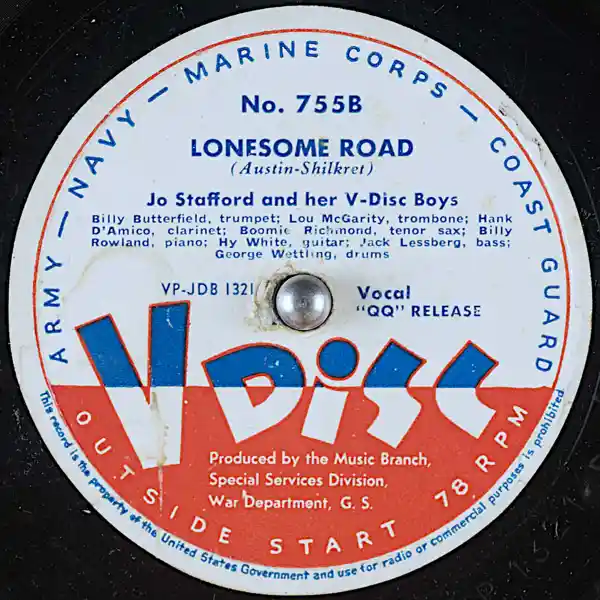 ARMY — NAVY — MARINE CORPS — COAST GUARD
No. 755B
LONESOME ROAD
(Austin-Shilkret)
Jo Stafford and her V-Disc Boys
Billy Butterfield, trumpet; Lou McGarity, trombone; Hank
D'Amico, clarinet; Boomie Richmond, tenor sax; Billy
Rowland, piano; Hy White, guitar; Jack Lessberg, bass;
George Wettling, drums
VP-JDB 1321
Vocal
"QQ" RELEASE
V DISC
Produced by the Music Branch,
Special Services Division,
War Department, G. S.
OUTSIDE START 78 RPM
This record is the property of the United States Government and use for radio or commercial purposes is prohibited